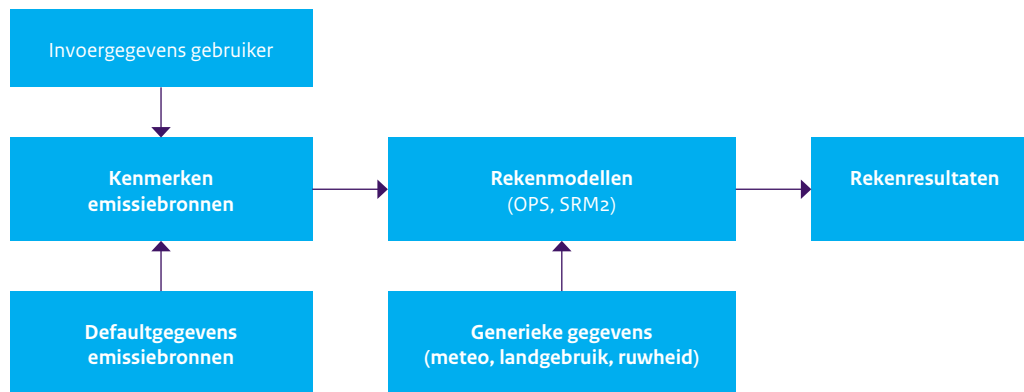 Invoergegevens gebruiker
Kenmerken
emissiebronnen
Rekenmodellen
(OPS, SRM2)
Rekenresultaten
Defaultgegevens
emissiebronnen
Generieke gegevens
(meteo, landgebruik, ruwheid)